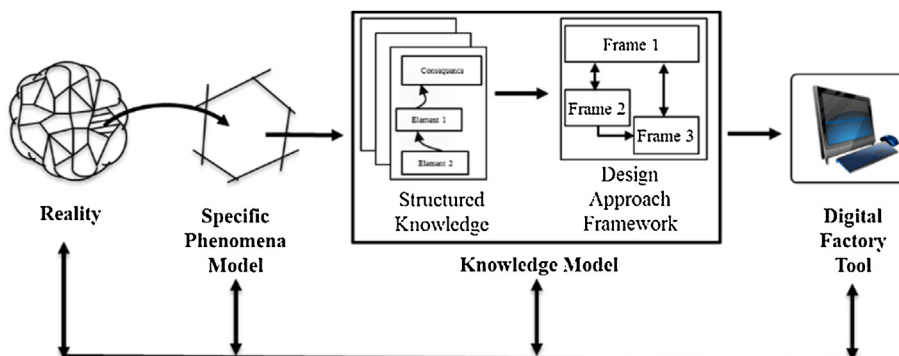 Consequence
Element 1
Element 2
Structured
Knowledge
Frame 1
Frame 2
Frame 3
Design
Approach
Framework
Reality
Specific
Phenomena
Model
Knowledge Model
Digital
Factory
Tool